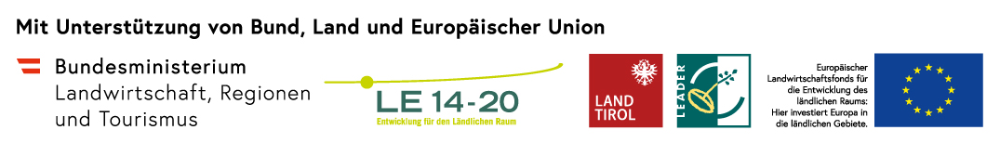 Mit Unterstützung von Bund, Land und Europäischer Union
Bundesministerium
Landwirtschaft, Regionen
und Tourismus
LE 14-20
Entwicklung für den Ländlichen Raum
LAND
TIROL
LEADER
Europäischer
Landwirtschaftsfonds für
die Entwicklung des
ländlichen Raums:
Hier investiert Europa in
die ländlichen Gebiete.